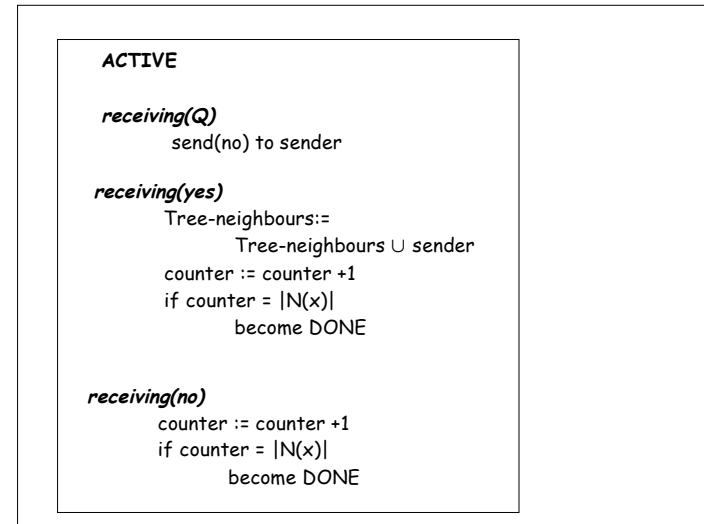 ACTIVE
receiving(Q)
send(no) to sender
receiving(yes)
Tree-neighbours:=
Tree-neighbours ∪ sender
counter := counter +1
if counter = |N(x)|
become DONE
receiving(no)
counter := counter +1
if counter = |N(x)|
become DONE